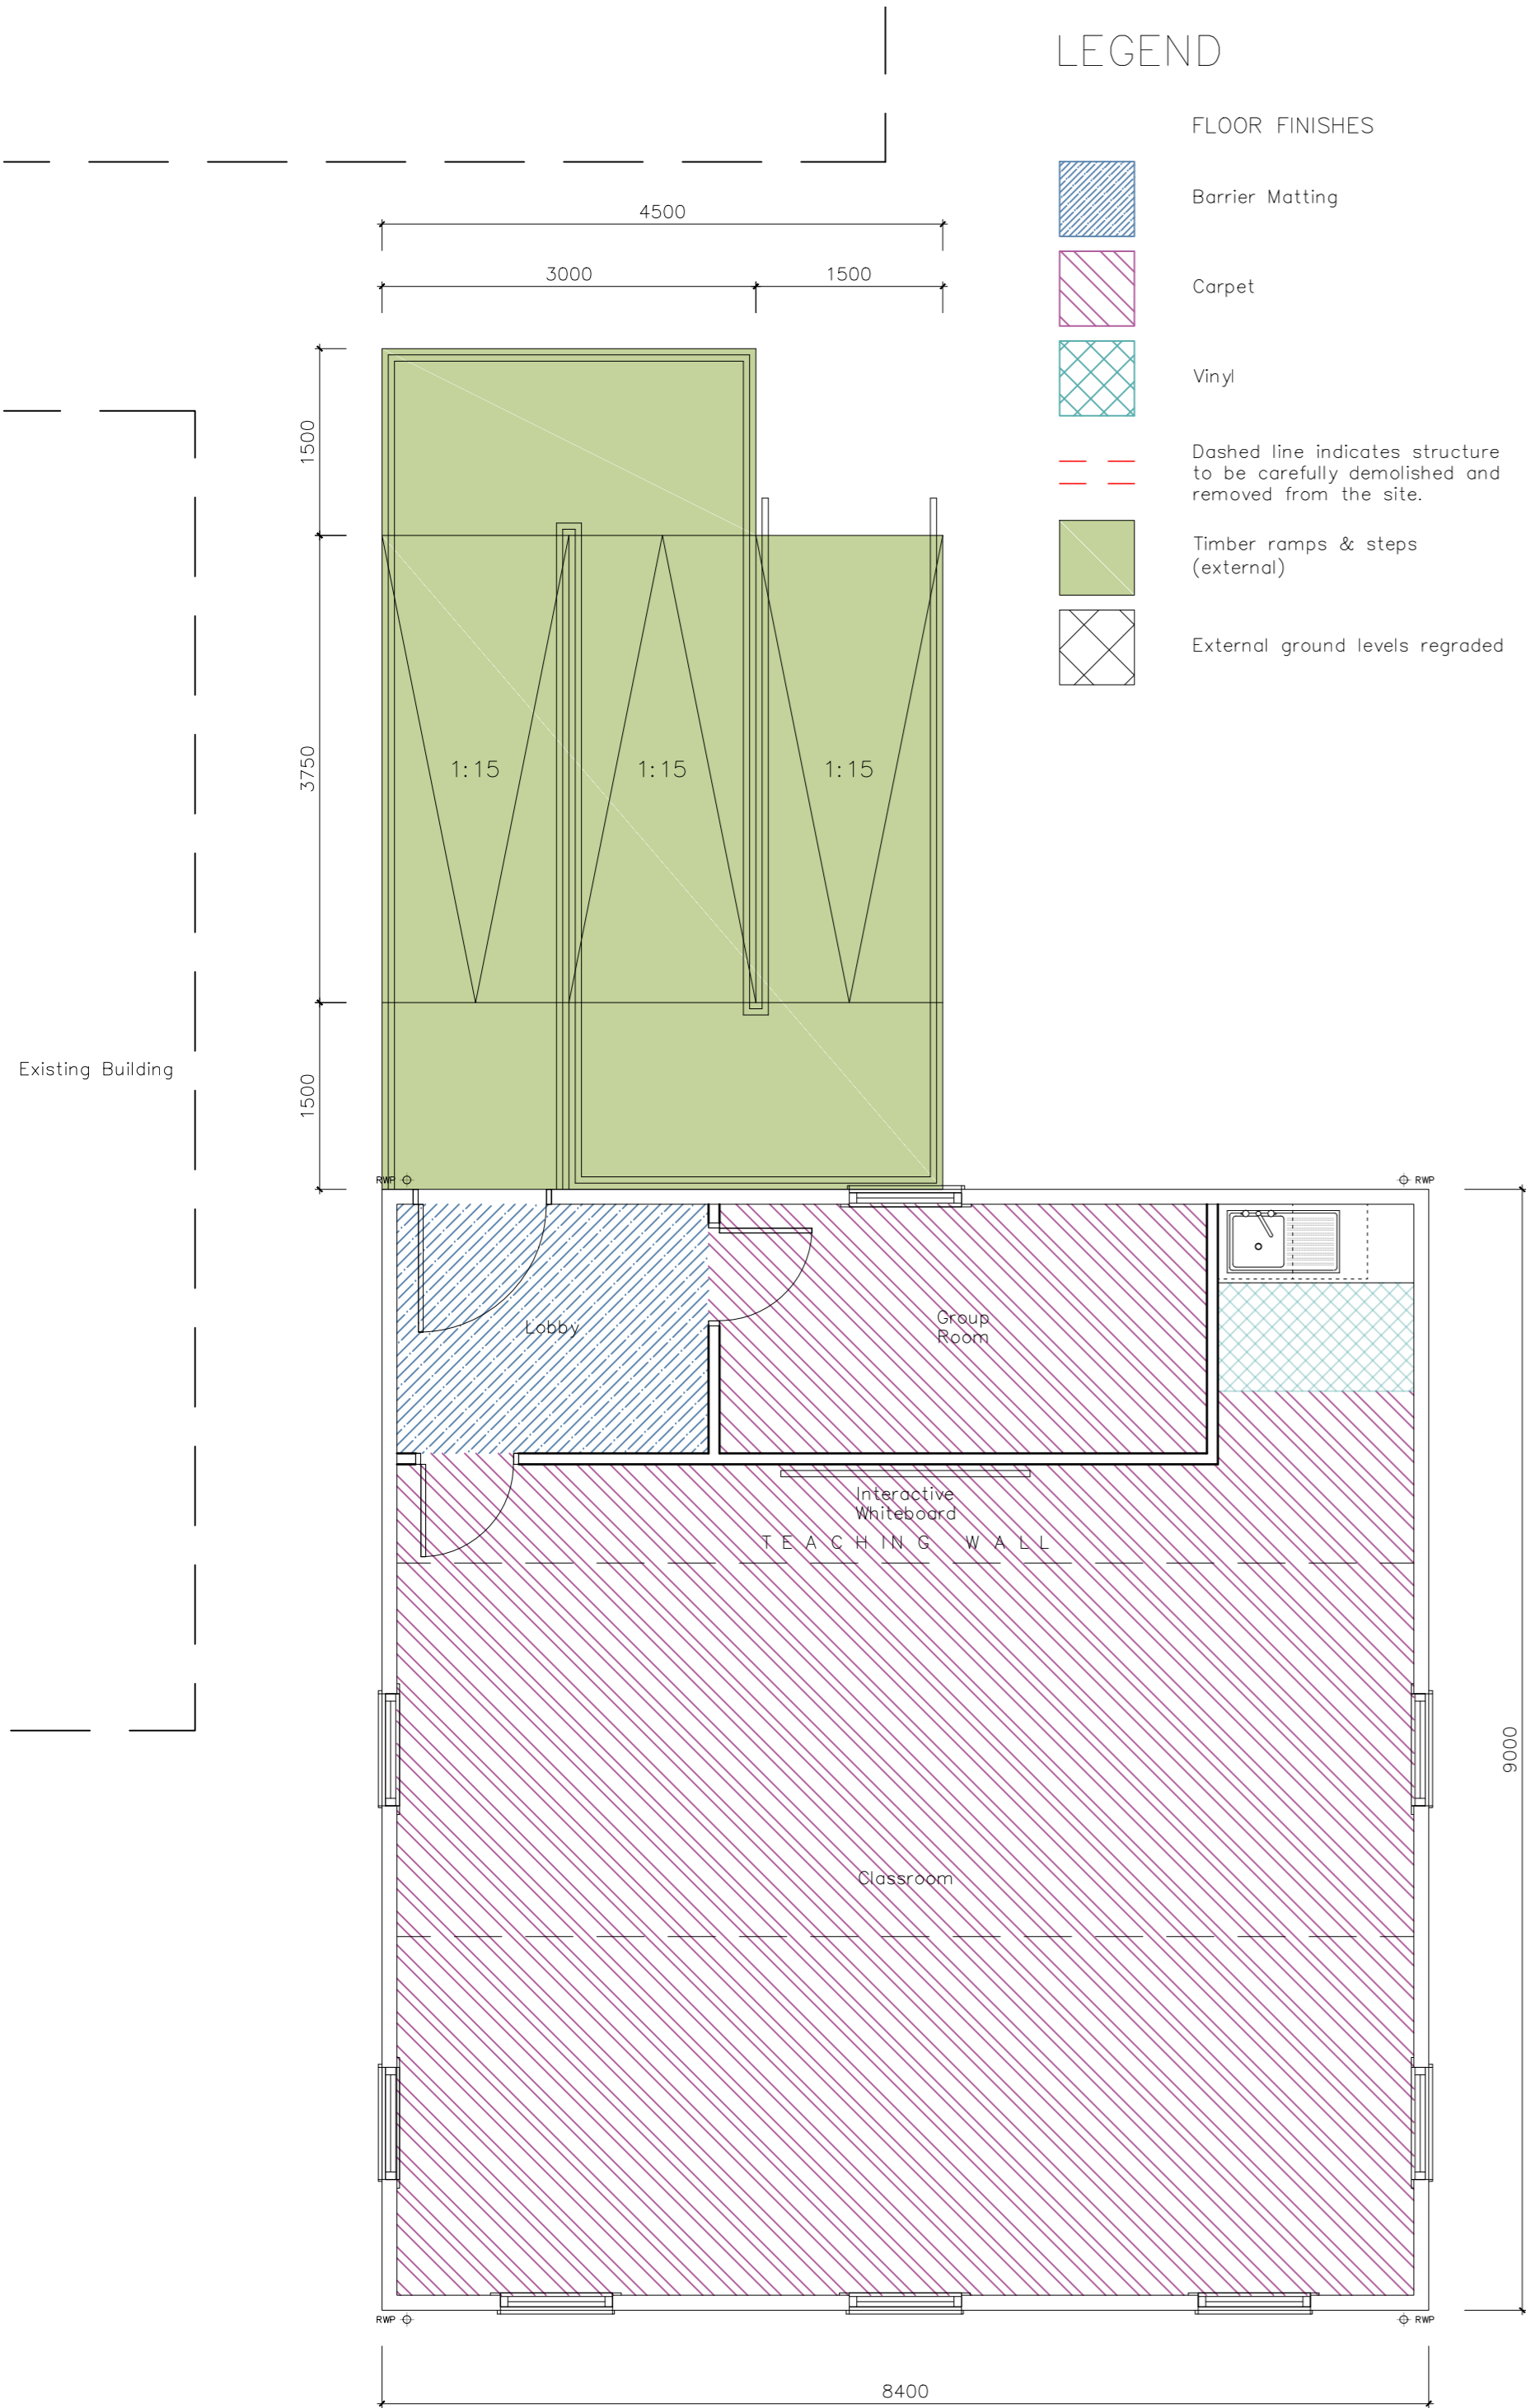 LEGEND
FLOOR FINISHES
Barrier Matting
Carpet
Vinyl
Dashed line indicates structure
to be carefully demolished and
removed from the site.
Timber ramps & steps
(external)
External ground levels regraded
4500
3000
1500
1500
3750
1:15
1:15
1:15
Existing Building
1500
RWP
RWP
Lobby
Group
Room
Interactive
Whiteboard
TEACHING WALL
9000
Classroom
RWP
RWP
8400